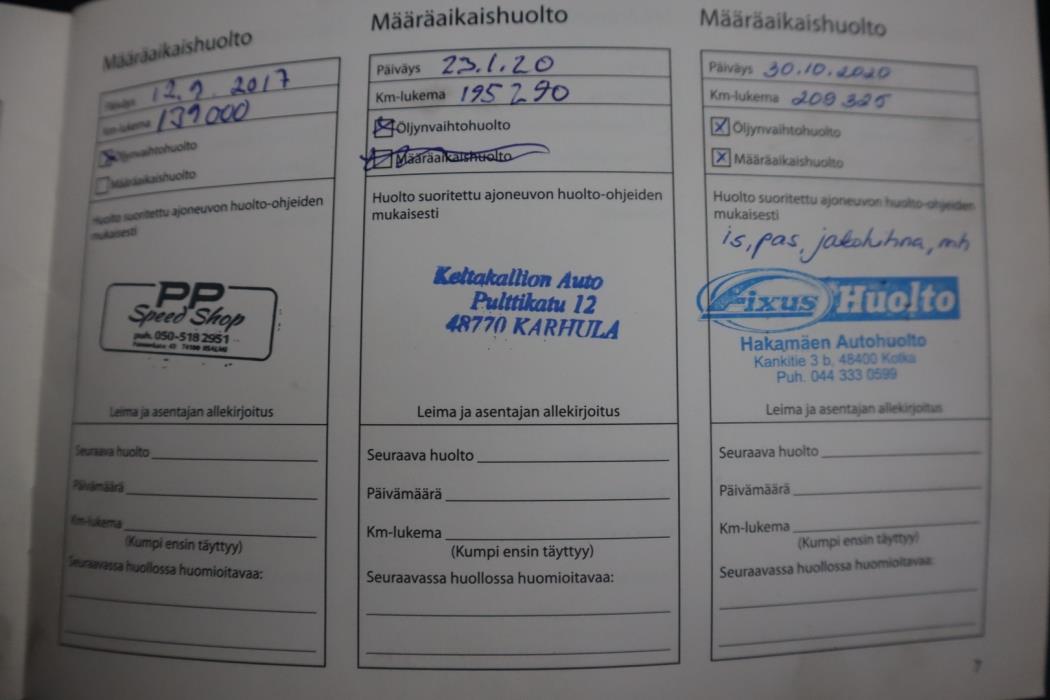 Määräaikaishuolto
Päiväys 12.9.2017
Km-lukema 139000
Öljynvaihtohuolto
Määräaikaishuolto
Huolto suoritettu ajoneuvon huolto-ohjeiden
mukaisesti
PP
Speed Shop
puh. 050-518 2951
Leima ja asentajan allekirjoitus
Seuraava huolto
Päivämäärä
Km-lukema
(Kumpi ensin täyttyy)
Seuraavassa huollossa huomioitavaa:
Määräaikaishuolto
Päiväys 23.1.20
Km-lukema 195290
Öljynvaihtohuolto
Määräaikaishuolto
Huolto suoritettu ajoneuvon huolto-ohjeiden
mukaisesti
Keltakallion Auto
Pulttikatu 12
48770 KARHULA
Leima ja asentajan allekirjoitus
Seuraava huolto
Päivämäärä
Km-lukema
(Kumpi ensin täyttyy)
Seuraavassa huollossa huomioitavaa:
Määräaikaishuolto
Päiväys 30.10.2020
Km-lukema 209325
Öljynvaihtohuolto
Määräaikaishuolto
Huolto suoritettu ajoneuvon huolto-ohjeiden
mukaisesti
is, pas, jakohihna, mh
Fixus Huolto
Hakamäen Autohuolto
Kankitie 3 b, 48400 Kotka
Puh. 044 333 0599
Leima ja asentajan allekirjoitus
Seuraava huolto
Päivämäärä
Km-lukema
(Kumpi ensin täyttyy)
Seuraavassa huollossa huomioitavaa:
7